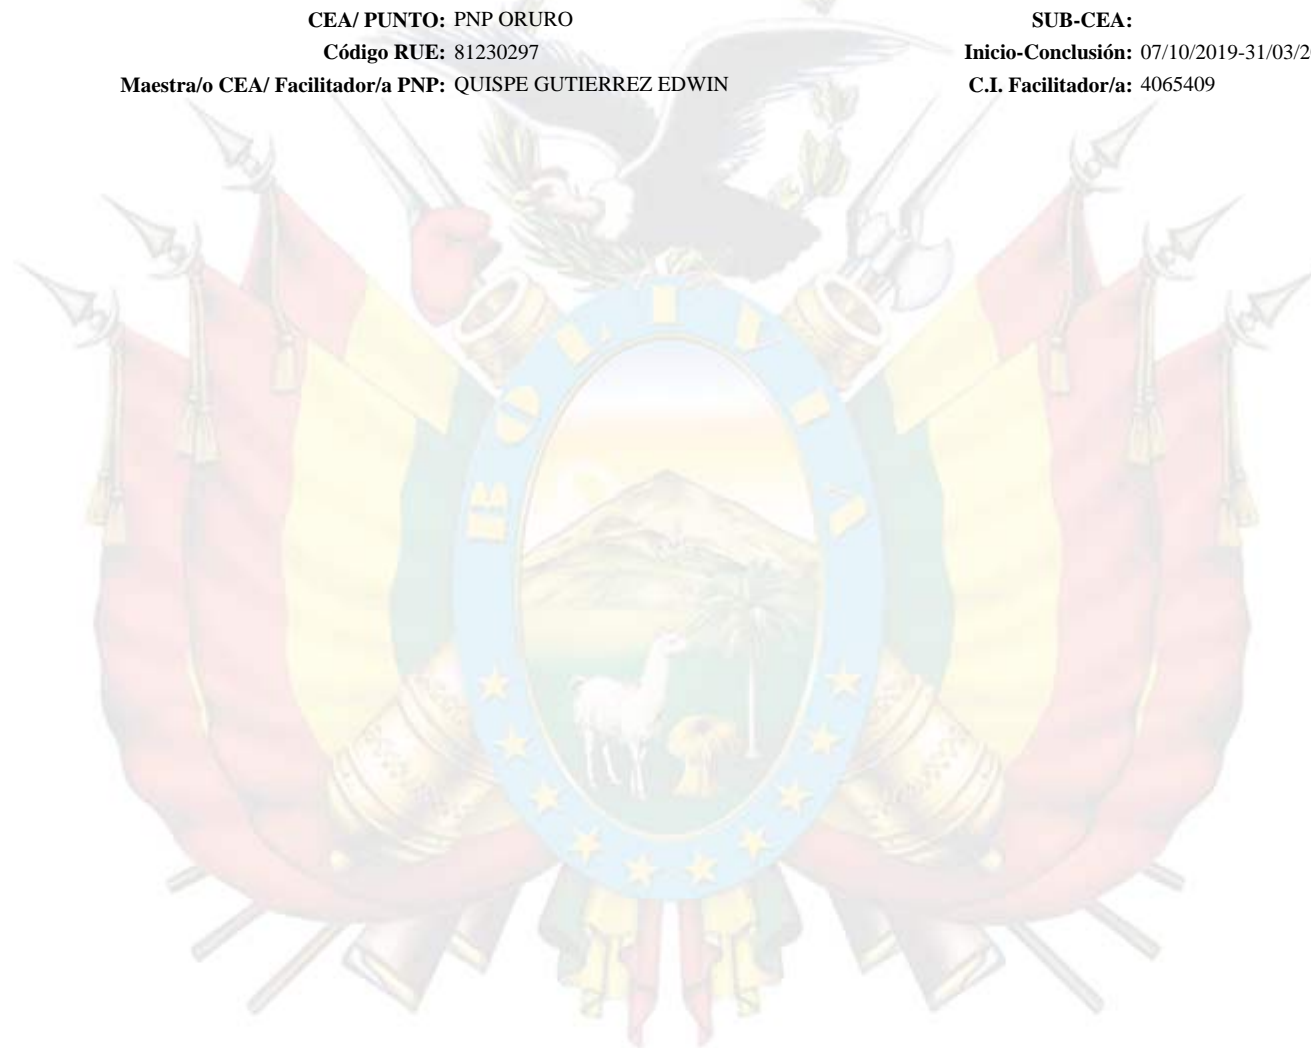 CEA/ PUNTO: PNP ORURO SUB-CEA:
Código RUE: 81230297 Inicio-Conclusión: 07/10/2019-31/03/2
Maestra/o CEA/ Facilitador/a PNP: QUISPE GUTIERREZ EDWIN C.I. Facilitador/a: 4065409
BOLIVIA